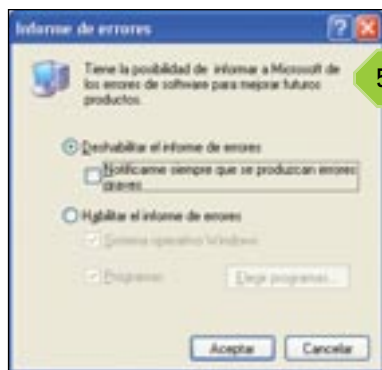 Informe de errores
Tiene la posibilidad de informar a Microsoft de
los errores de software para mejorar futuros
productos.
5
Deshabilitar el informe de errores
Notificarme siempre que se produzcan errores
graves
Habilitar el informe de errores
Sistema operativo Windows
Programas
Elegir programas...
Aceptar
Cancelar